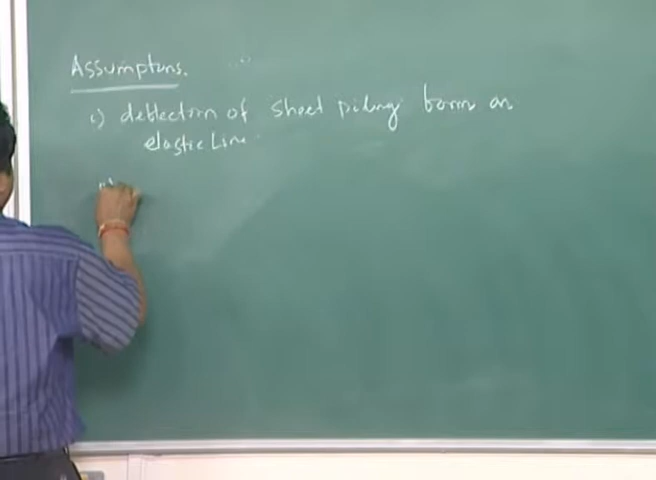 Assumptions.
i) deflection of sheet piling form an
elastic line